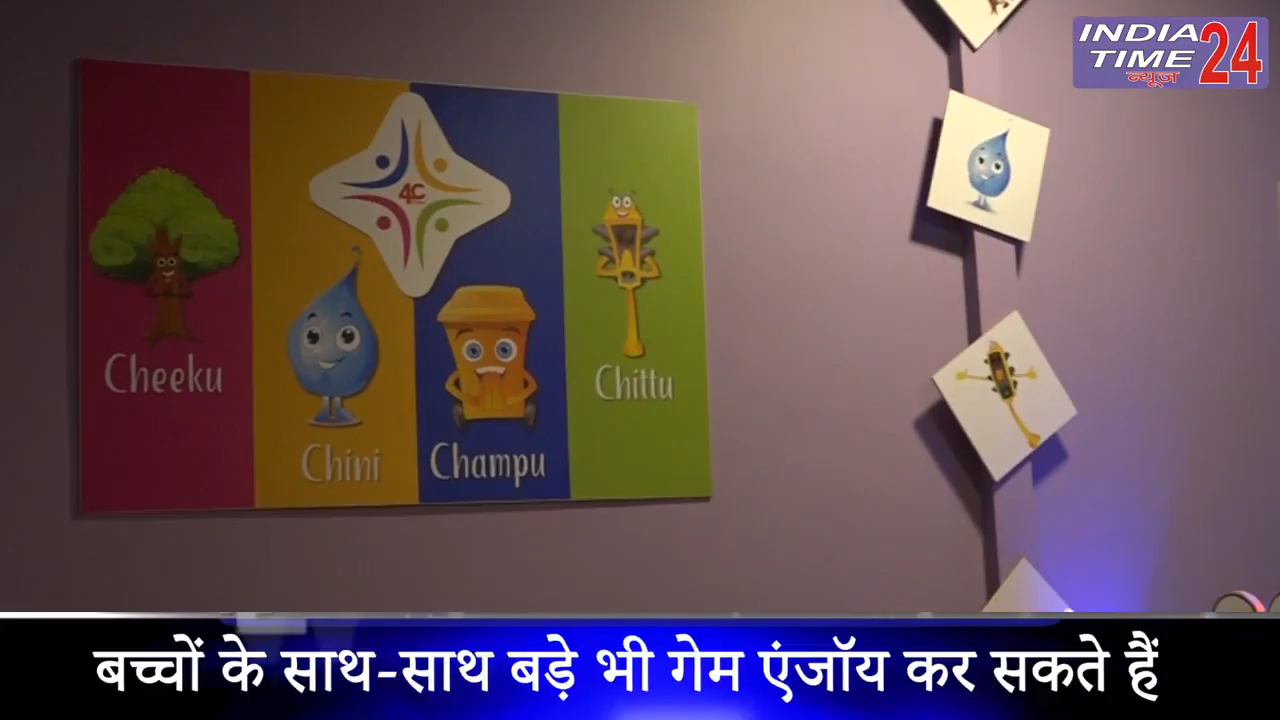 INDIA
TIME 24
न्यूज
4C
Cheeku
Chini
Champu
Chittu
बच्चों के साथ-साथ बड़े भी गेम एंजॉय कर सकते हैं